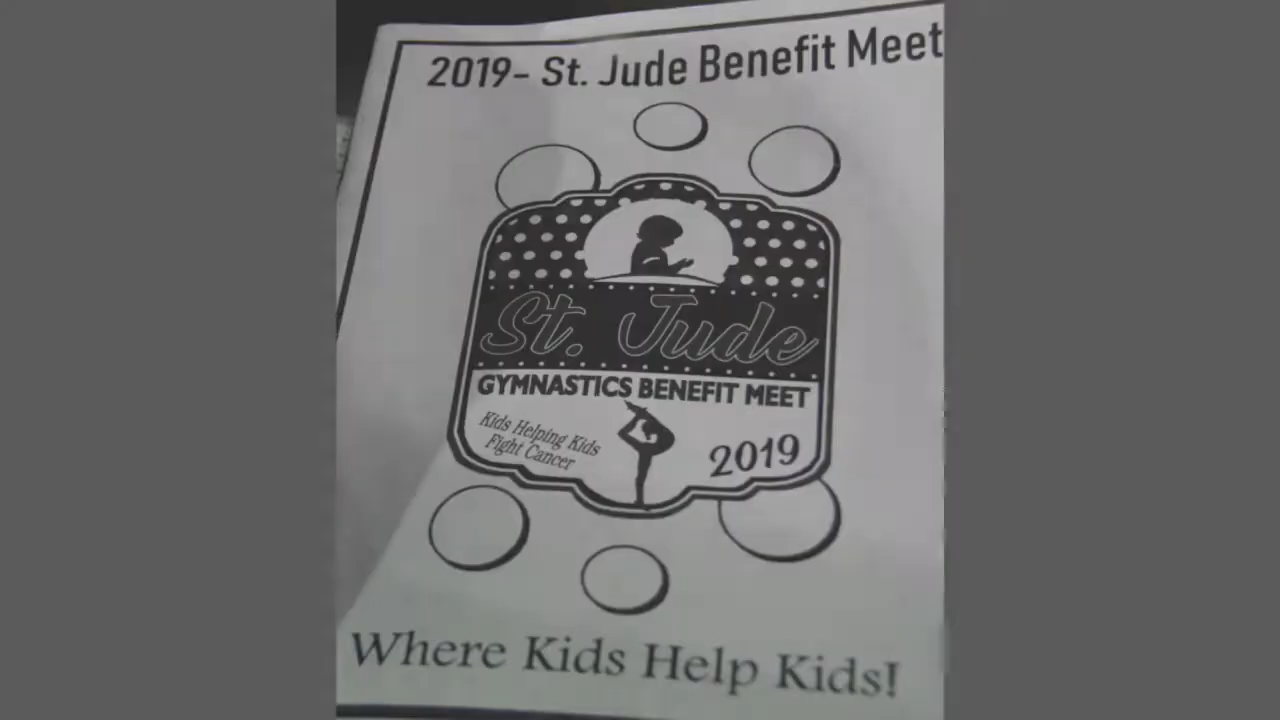 2019- St. Jude Benefit Meet
St. Jude
GYMNASTICS BENEFIT MEET
Kids Helping Kids
Fight Cancer
2019
Where Kids Help Kids!